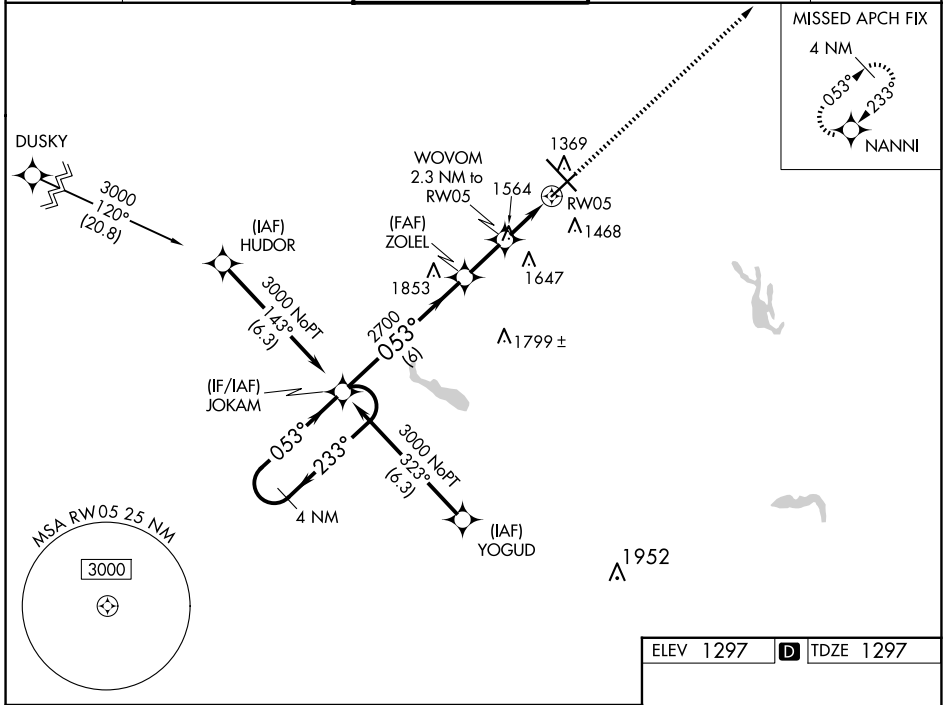 MISSED APCH FIX
4 NM
053°
233°
NANNI
DUSKY
3000
120°
(20.8)
(IAF)
HUDOR
3000 NoPT
143°
(6.3)
WOVOM
2.3 NM to
RW05
1564
1369
RW05
1468
(FAF)
ZOLEL
1853
1647
2700
053°
(6)
1799 ±
(IF/IAF)
JOKAM
053°
233°
4 NM
3000 NoPT
323°
(6.3)
(IAF)
YOGUD
1952
MSA RW05 25 NM
3000
ELEV 1297 D TDZE 1297